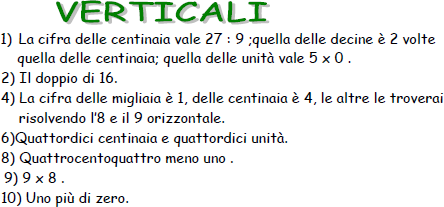 VERTICALI
1) La cifra delle centinaia vale 27 : 9 ;quella delle decine è 2 volte
quella delle centinaia; quella delle unità vale 5 x 0 .
2) Il doppio di 16.
4) La cifra delle migliaia è 1, delle centinaia è 4, le altre le troverai
risolvendo l'8 e il 9 orizzontale.
6)Quattordici centinaia e quattordici unità.
8) Quattrocentoquattro meno uno .
9) 9 x 8 .
10) Uno più di zero.